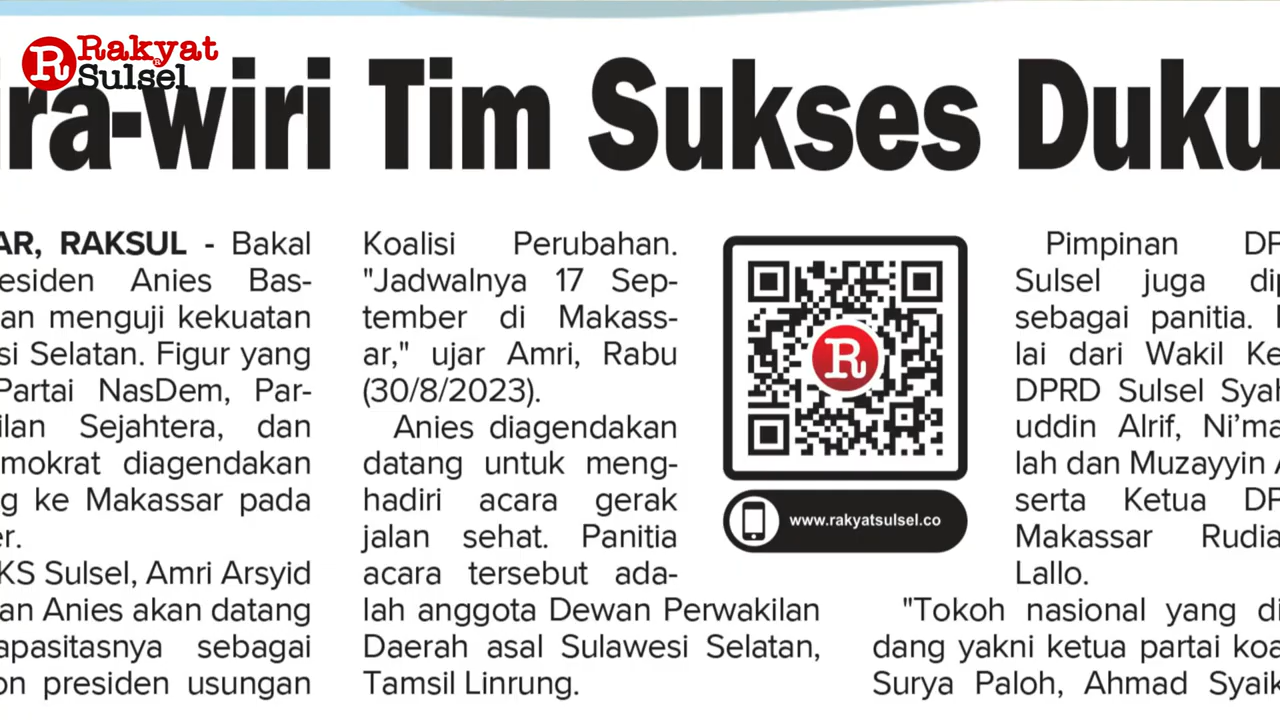 Rakyat
Sulsel
ira-wiri Tim Sukses Duku
AR, RAKSUL - Bakal
esiden Anies Bas-
an menguji kekuatan
si Selatan. Figur yang
Partai NasDem, Par-
ilan Sejahtera, dan
mokrat diagendakan
g ke Makassar pada
er.
KS Sulsel, Amri Arsyid
an Anies akan datang
apasitasnya sebagai
on presiden usungan
Koalisi Perubahan.
"Jadwalnya 17 Sep-
tember di Makass-
ar," ujar Amri, Rabu
(30/8/2023).
Anies diagendakan
datang untuk meng-
hadiri acara gerak
jalan sehat. Panitia
acara tersebut ada-
lah anggota Dewan Perwakilan
Daerah asal Sulawesi Selatan,
Tamsil Linrung.
R
www.rakyatsulsel.co
Pimpinan DP
Sulsel juga dip
sebagai panitia.
lai dari Wakil Ke
DPRD Sulsel Syah
uddin Alrif, Ni'ma
lah dan Muzayyin A
serta Ketua DP
Makassar Rudia
Lallo.
"Tokoh nasional yang di
dang yakni ketua partai koa
Surya Paloh, Ahmad Syaik